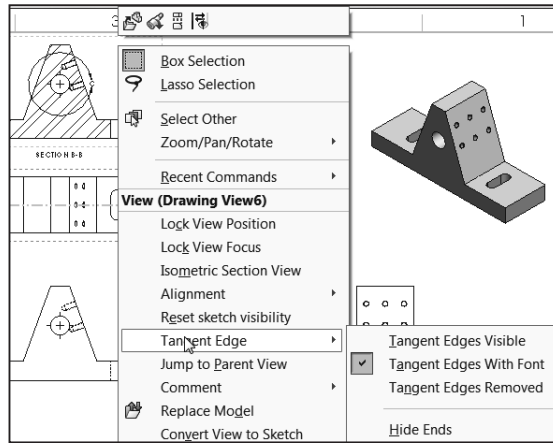 3
1
Box Selection
Lasso Selection
Select Other
Zoom/Pan/Rotate
Recent Commands
SECTION B-B
View (Drawing View6)
Lock View Position
Lock View Focus
Isometric Section View
Alignment
Reset sketch visibility
Tangent Edge
Tangent Edges Visible
Jump to Parent View
Tangent Edges With Font
Comment
Tangent Edges Removed
Replace Model
Convert View to Sketch
Hide Ends